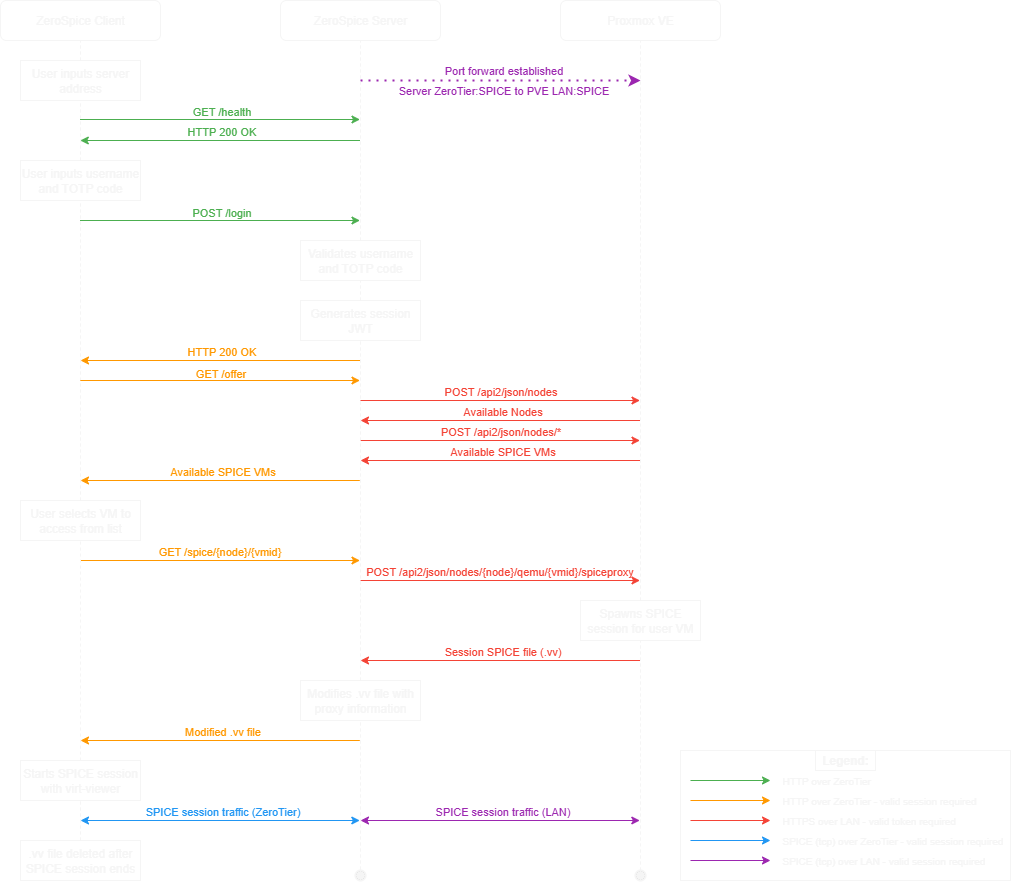 ZeroSpice Client
ZeroSpice Server
Proxmox VE
User inputs server
address
Port forward established
Server ZeroTier:SPICE to PVE LAN:SPICE
GET /health
HTTP 200 OK
User inputs username
and TOTP code
POST /login
Validates username
and TOTP code
Generates session
JWT
HTTP 200 OK
GET /offer
POST /api2/json/nodes
Available Nodes
POST /api2/json/nodes/*
Available SPICE VMs
Available SPICE VMs
User selects VM to
access from list
GET /spice/{node}/{vmid}
POST /api2/json/nodes/{node}/qemu/{vmid}/spiceproxy
Spawns SPICE
session for user VM
Session SPICE file (.vv)
Modifies .vv file with
proxy information
Modified .vv file
Starts SPICE session
with virt-viewer
SPICE session traffic (ZeroTier)
SPICE session traffic (LAN)
.vv file deleted after
SPICE session ends
Legend:
HTTP over ZeroTier
HTTP over ZeroTier - valid session required
HTTPS over LAN - valid token required
SPICE (tcp) over ZeroTier - valid session required
SPICE (tcp) over LAN - valid session required